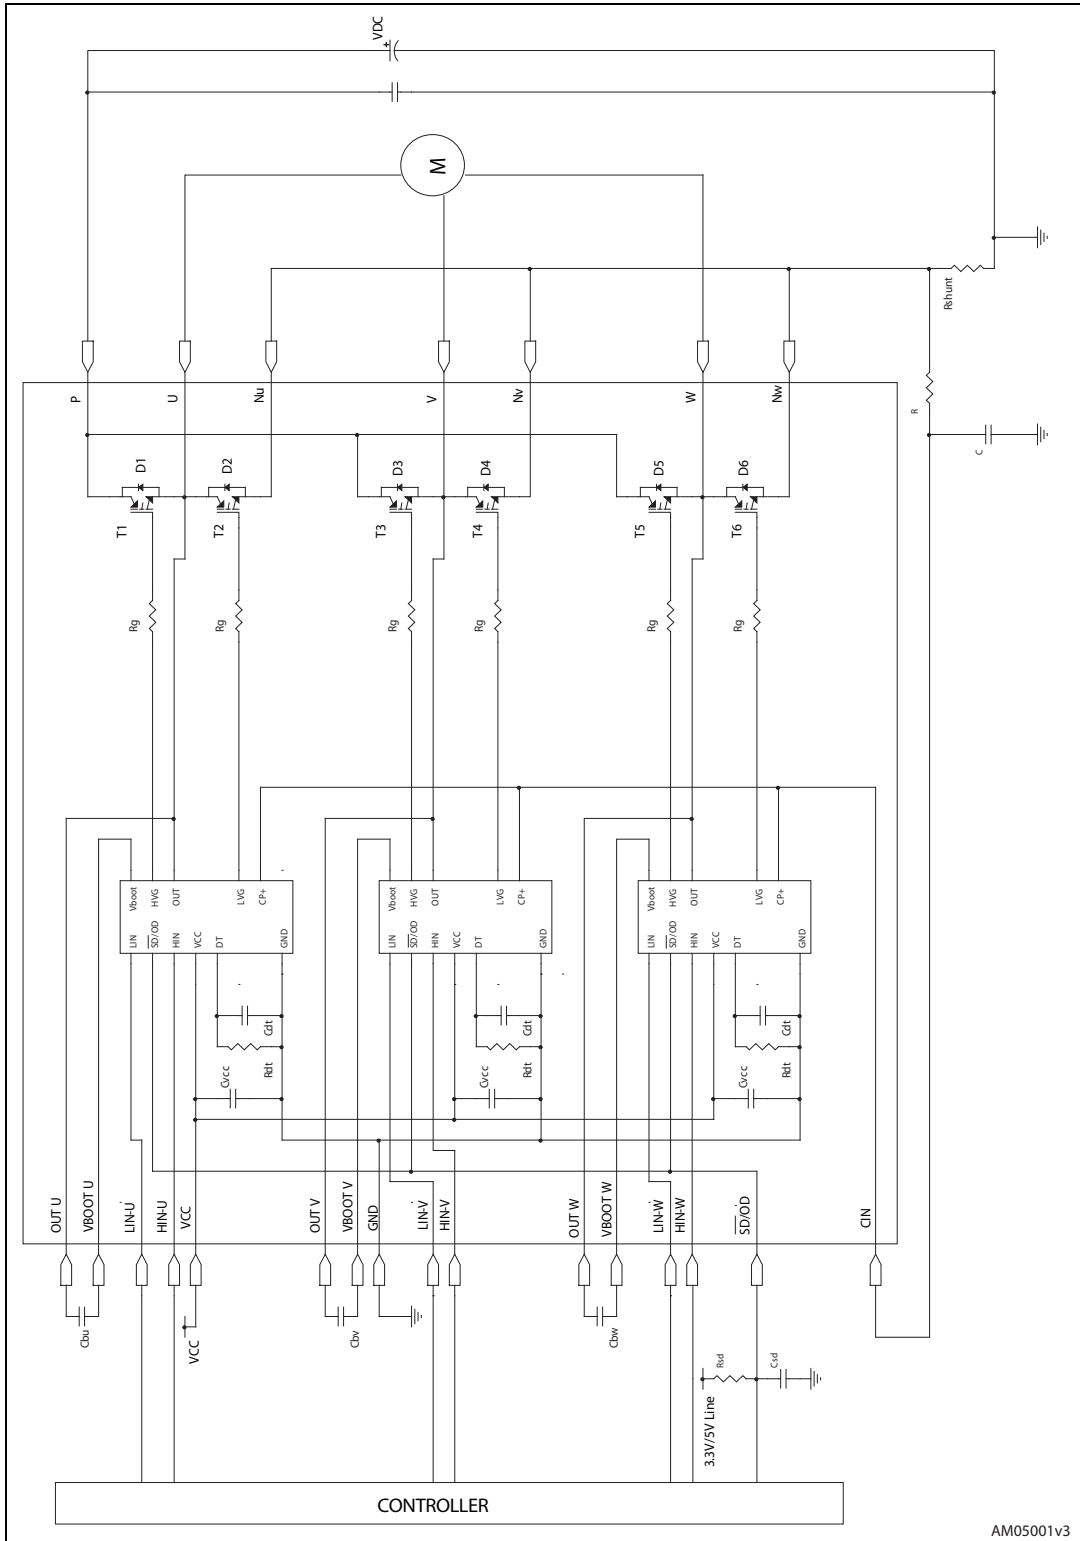 VDC
+
M
Rshunt
P
U
Nu
V
Nv
W
Nw
R
C
D1
D2
D3
D4
D5
D6
T1
T2
T3
T4
T5
T6
Rg
Rg
Rg
Rg
Rg
Rg
Vboot
HVG
OUT
LVG
CP+
LIN
SD/OD
HIN
VCC
DT
GND
Vboot
HVG
OUT
LVG
CP+
LIN
SD/OD
HIN
VCC
DT
GND
Vboot
HVG
OUT
LVG
CP+
LIN
SD/OD
HIN
VCC
DT
GND
Cdt
Rdt
Cvcc
Cdt
Rdt
Cvcc
Cdt
Rdt
Cvcc
OUT U
VBOOT U
LIN-U
HIN-U
VCC
OUT V
VBOOT V
GND
LIN-V
HIN-V
OUT W
VBOOT W
LIN-W
HIN-W
SD/OD
CIN
Cbu
VCC
Cbv
Cbw
Rsd
Csd
3.3V/5V Line
CONTROLLER
AM05001v3